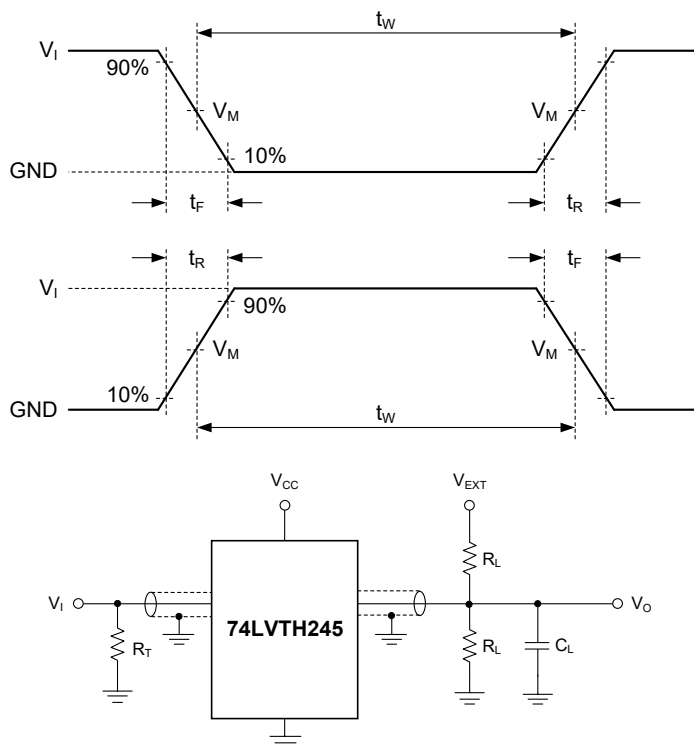 t_W
V_I
90%
V_M V_M
10%
GND
t_F t_R
t_R t_F
V_I
90%
V_M V_M
10%
GND
t_W
V_CC V_EXT
R_L
V_I 74LVTH245 V_O
R_T R_L C_L